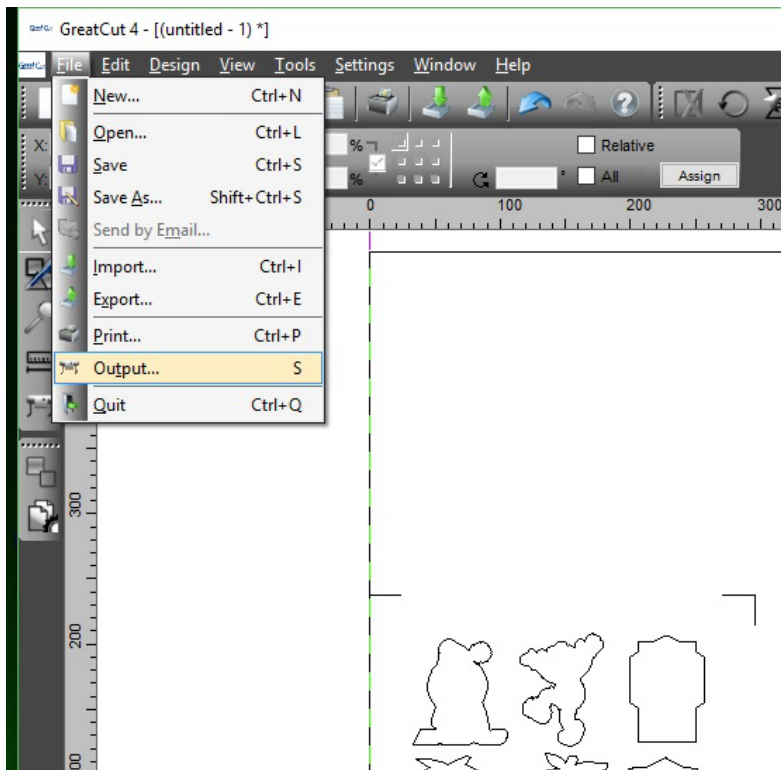 GreatCut 4 - [(untitled - 1) *]
File Edit Design View Tools Settings Window Help
New... Ctrl+N
Open... Ctrl+L
Save Ctrl+S
Save As... Shift+Ctrl+S
Send by Email...
Import... Ctrl+I
Export... Ctrl+E
Print... Ctrl+P
Output... S
Quit Ctrl+Q
X: % Relative
Y: % ° All Assign
0 100 200 300
300
200
00